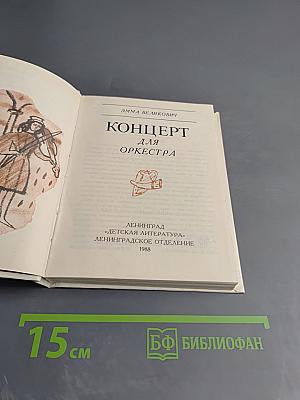 ЭММА ВЕЛИКОВИЧ
КОНЦЕРТ
ДЛЯ
ОРКЕСТРА
ЛЕНИНГРАД
«ДЕТСКАЯ ЛИТЕРАТУРА»
ЛЕНИНГРАДСКОЕ ОТДЕЛЕНИЕ
1988
15 см
БФ БИБЛИОФАН